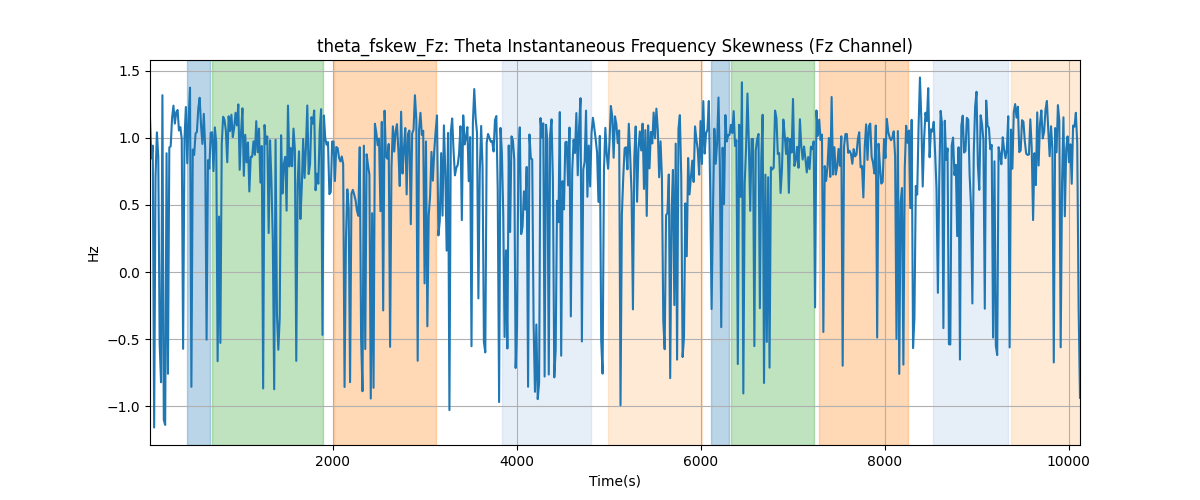 theta_fskew_Fz: Theta Instantaneous Frequency Skewness (Fz Channel)
1.5
1.0
0.5
0.0
−0.5
−1.0
Hz
2000 4000 6000 8000 10000
Time(s)